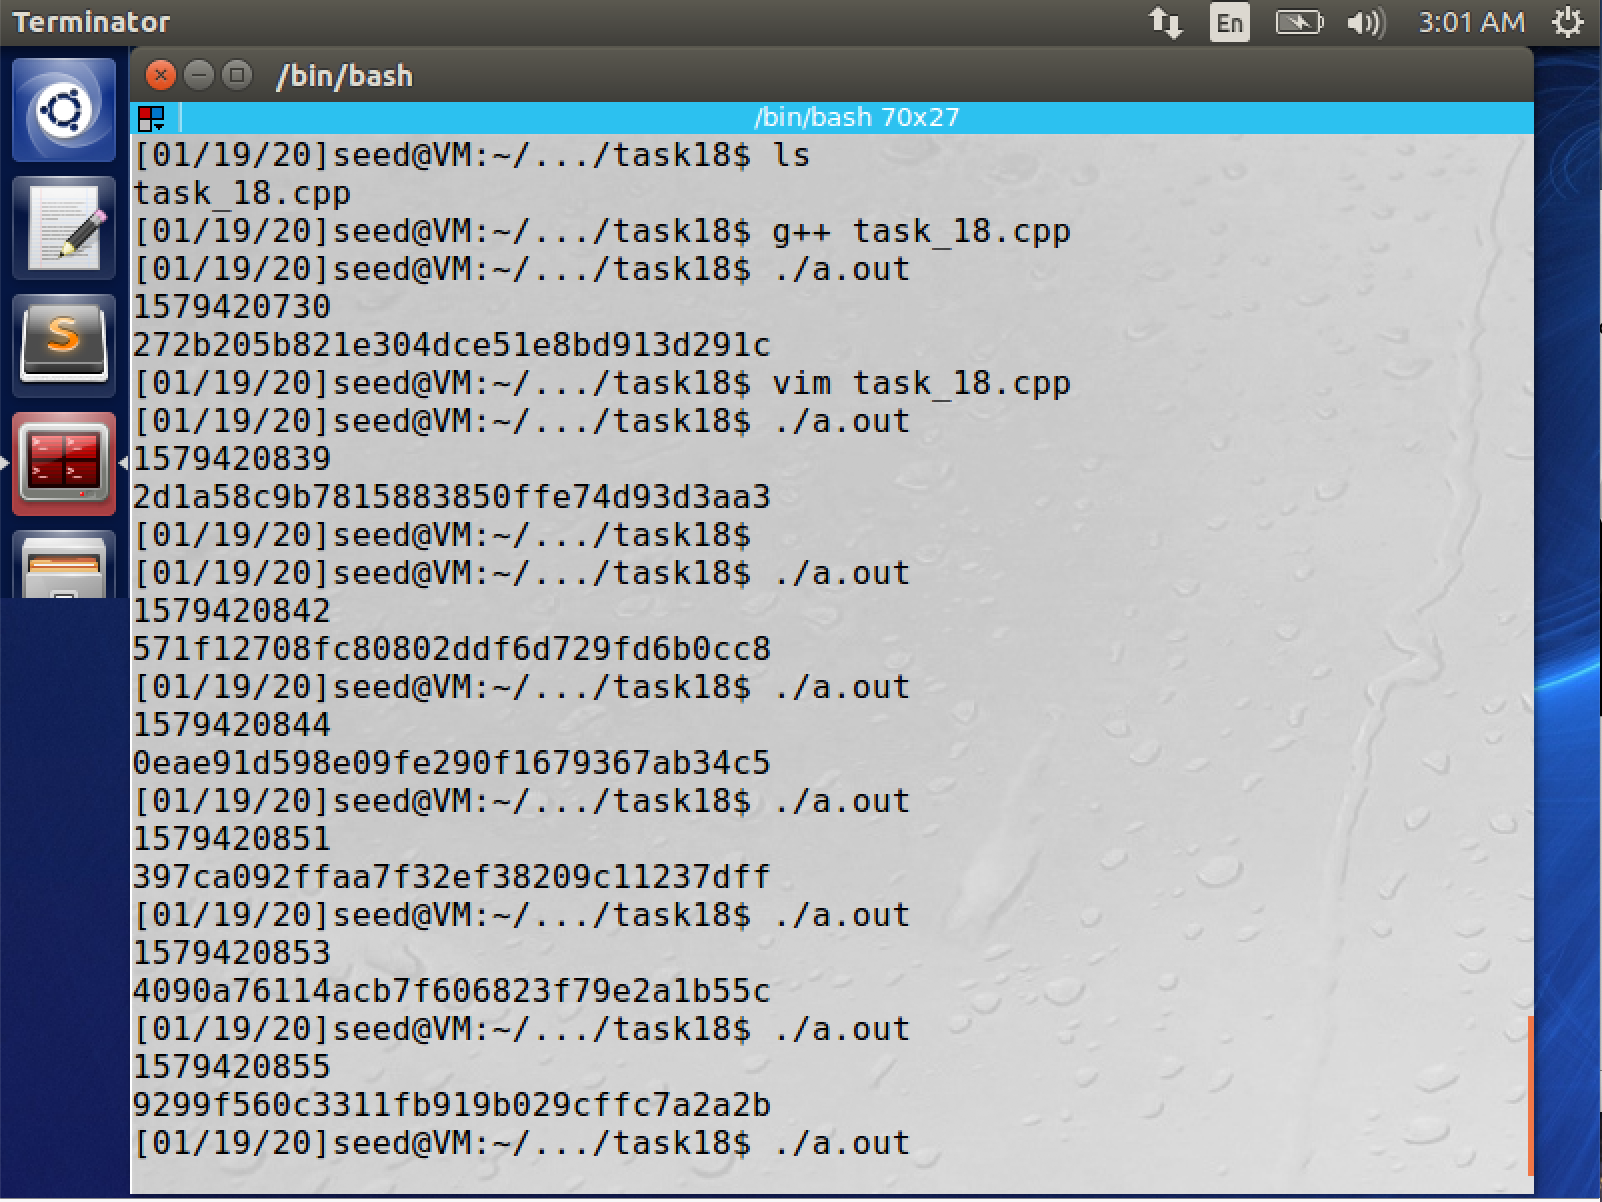 Terminator
En
3:01 AM
/bin/bash
/bin/bash 70x27
[01/19/20]seed@VM:~/.../task18$ ls
task_18.cpp
[01/19/20]seed@VM:~/.../task18$ g++ task_18.cpp
[01/19/20]seed@VM:~/.../task18$ ./a.out
1579420730
272b205b821e304dce51e8bd913d291c
[01/19/20]seed@VM:~/.../task18$ vim task_18.cpp
[01/19/20]seed@VM:~/.../task18$ ./a.out
1579420839
2d1a58c9b7815883850ffe74d93d3aa3
[01/19/20]seed@VM:~/.../task18$
[01/19/20]seed@VM:~/.../task18$ ./a.out
1579420842
571f12708fc80802ddf6d729fd6b0cc8
[01/19/20]seed@VM:~/.../task18$ ./a.out
1579420844
0eae91d598e09fe290f1679367ab34c5
[01/19/20]seed@VM:~/.../task18$ ./a.out
1579420851
397ca092ffaa7f32ef38209c11237dff
[01/19/20]seed@VM:~/.../task18$ ./a.out
1579420853
4090a76114acb7f606823f79e2a1b55c
[01/19/20]seed@VM:~/.../task18$ ./a.out
1579420855
9299f560c3311fb919b029cffc7a2a2b
[01/19/20]seed@VM:~/.../task18$ ./a.out